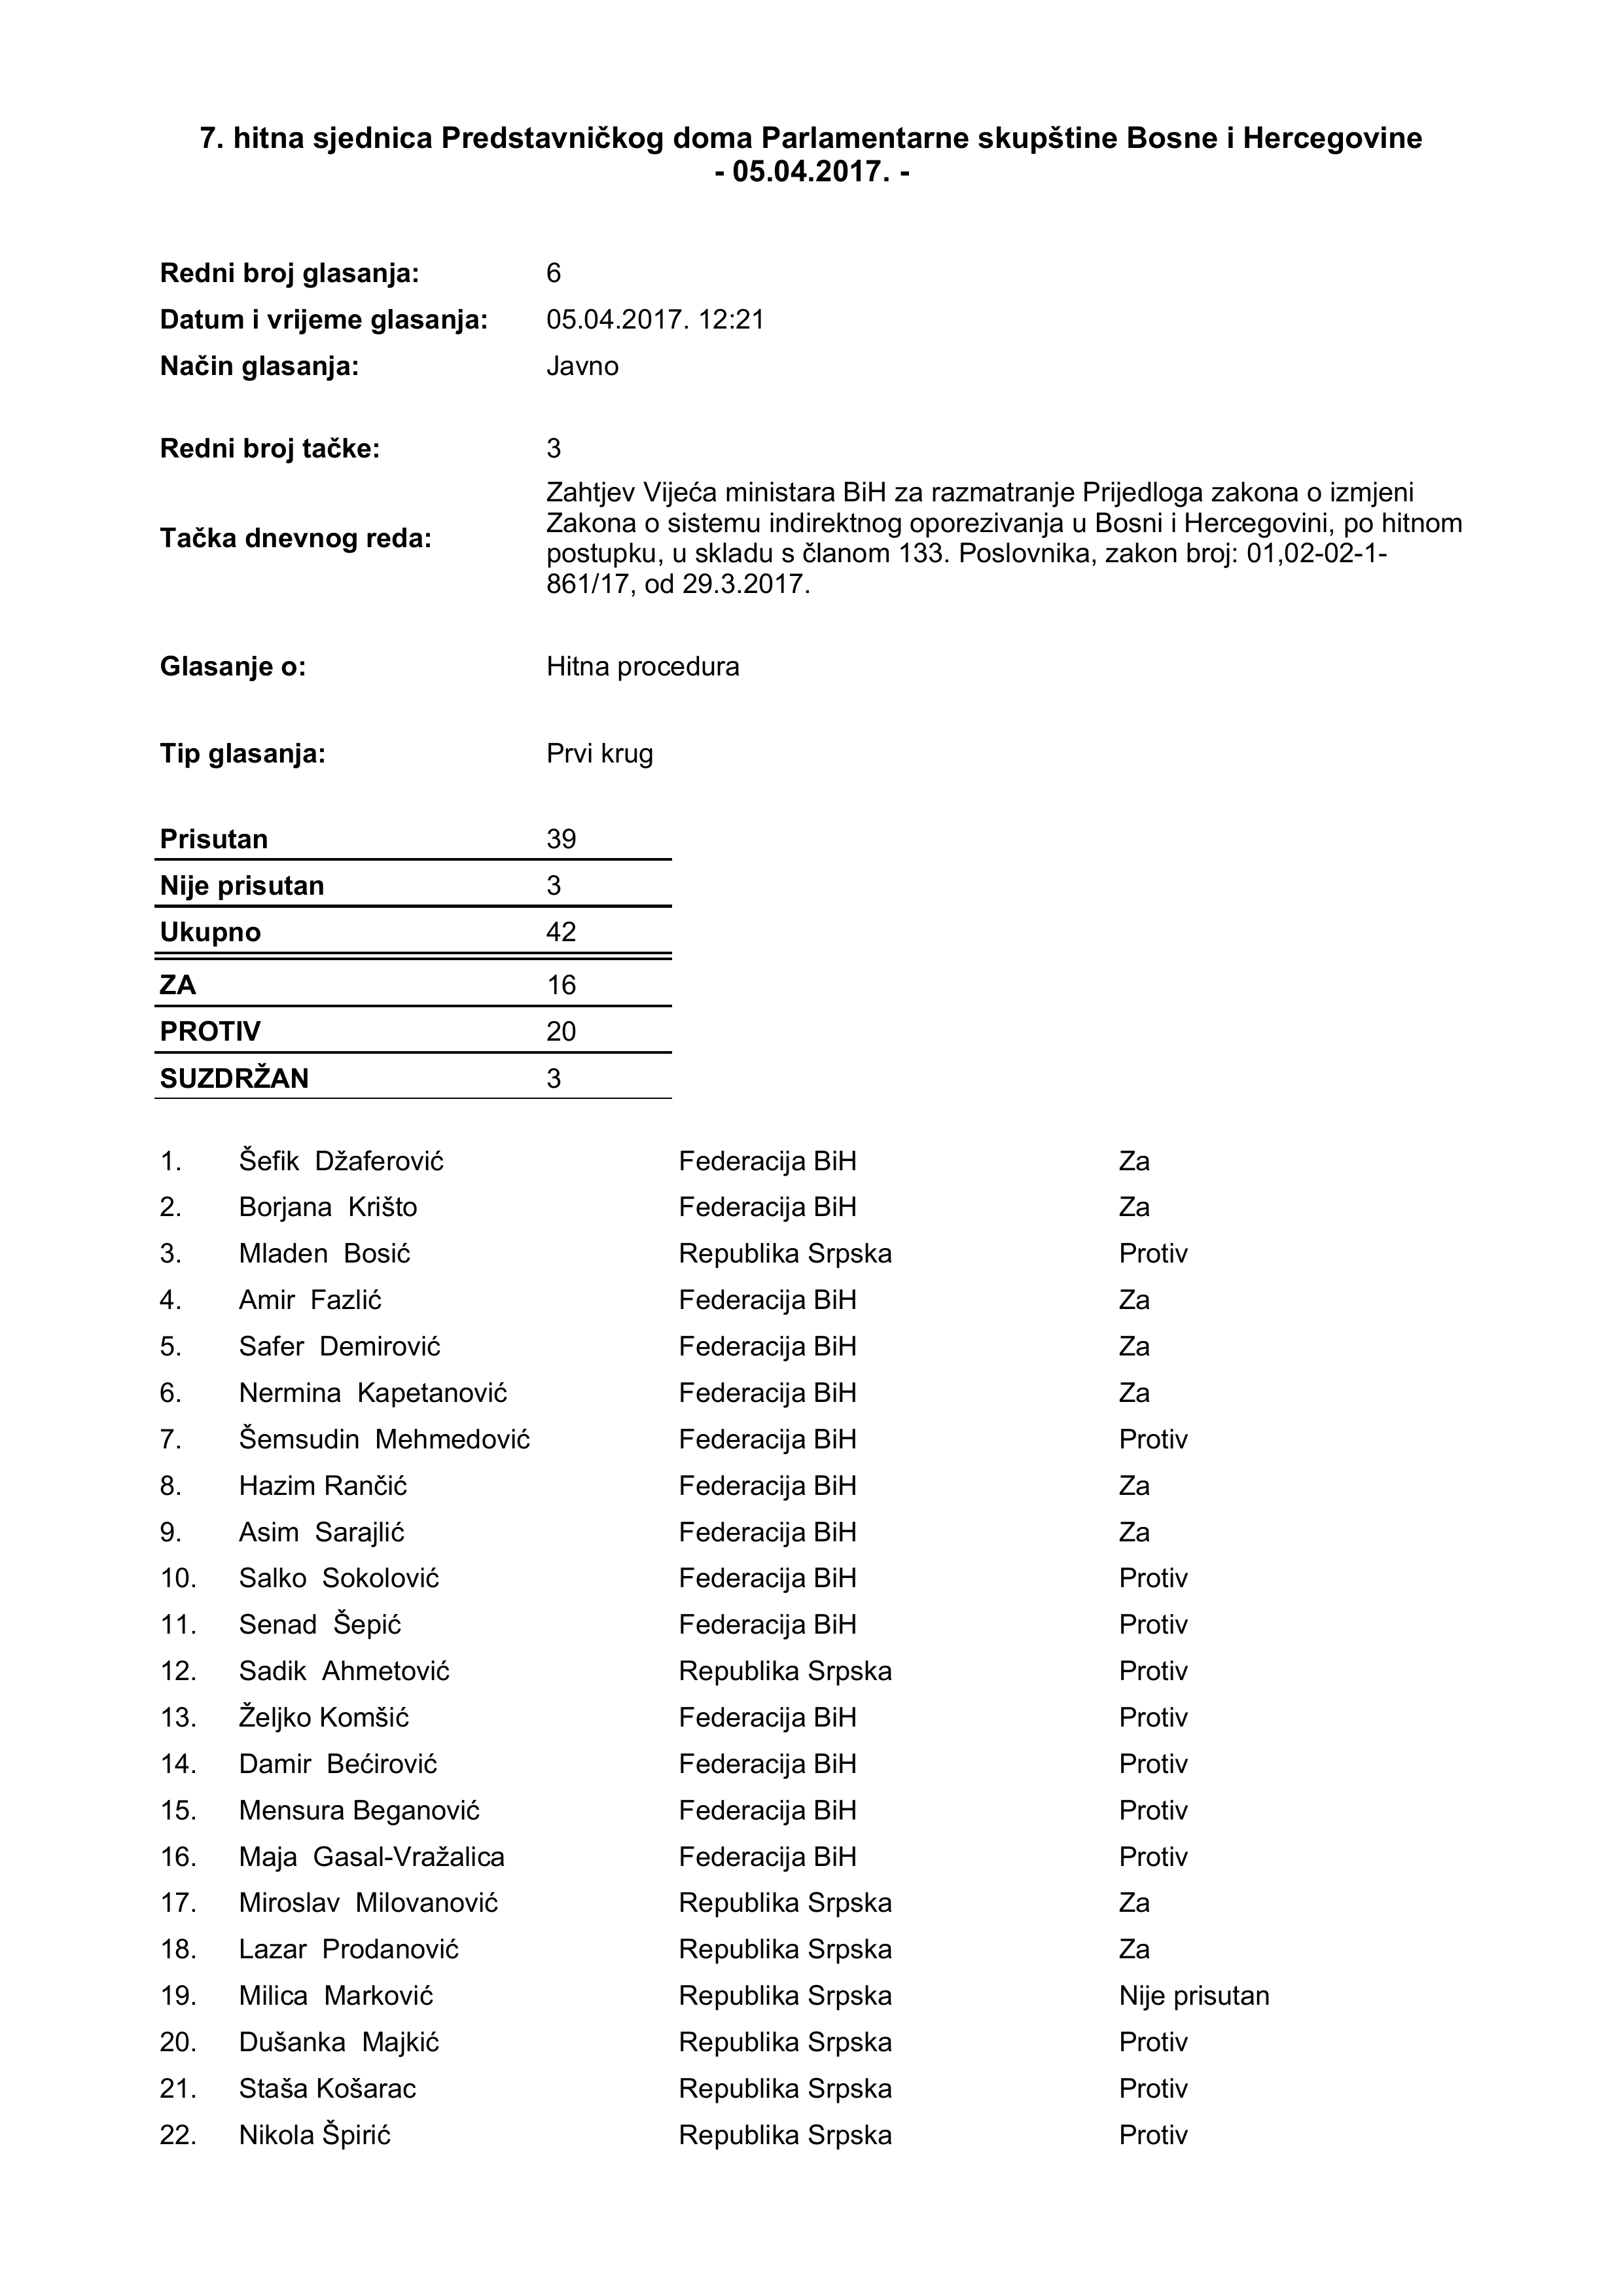 7. hitna sjednica Predstavničkog doma Parlamentarne skupštine Bosne i Hercegovine
- 05.04.2017. -
Redni broj glasanja: 6
Datum i vrijeme glasanja: 05.04.2017. 12:21
Način glasanja: Javno
Redni broj tačke: 3
Zahtjev Vijeća ministara BiH za razmatranje Prijedloga zakona o izmjeni
Zakona o sistemu indirektnog oporezivanja u Bosni i Hercegovini, po hitnom
Tačka dnevnog reda:
postupku, u skladu s članom 133. Poslovnika, zakon broj: 01,02-02-1-
861/17, od 29.3.2017.
Glasanje o: Hitna procedura
Tip glasanja: Prvi krug
Prisutan 39
Nije prisutan 3
Ukupno 42
ZA 16
PROTIV 20
SUZDRŽAN 3
1. Šefik Džaferović Federacija BiH Za
2. Borjana Krišto Federacija BiH Za
3. Mladen Bosić Republika Srpska Protiv
4. Amir Fazlić Federacija BiH Za
5. Safer Demirović Federacija BiH Za
6. Nermina Kapetanović Federacija BiH Za
7. Šemsudin Mehmedović Federacija BiH Protiv
8. Hazim Rančić Federacija BiH Za
9. Asim Sarajlić Federacija BiH Za
10. Salko Sokolović Federacija BiH Protiv
11. Senad Šepić Federacija BiH Protiv
12. Sadik Ahmetović Republika Srpska Protiv
13. Željko Komšić Federacija BiH Protiv
14. Damir Bećirović Federacija BiH Protiv
15. Mensura Beganović Federacija BiH Protiv
16. Maja Gasal-Vražalica Federacija BiH Protiv
17. Miroslav Milovanović Republika Srpska Za
18. Lazar Prodanović Republika Srpska Za
19. Milica Marković Republika Srpska Nije prisutan
20. Dušanka Majkić Republika Srpska Protiv
21. Staša Košarac Republika Srpska Protiv
22. Nikola Špirić Republika Srpska Protiv